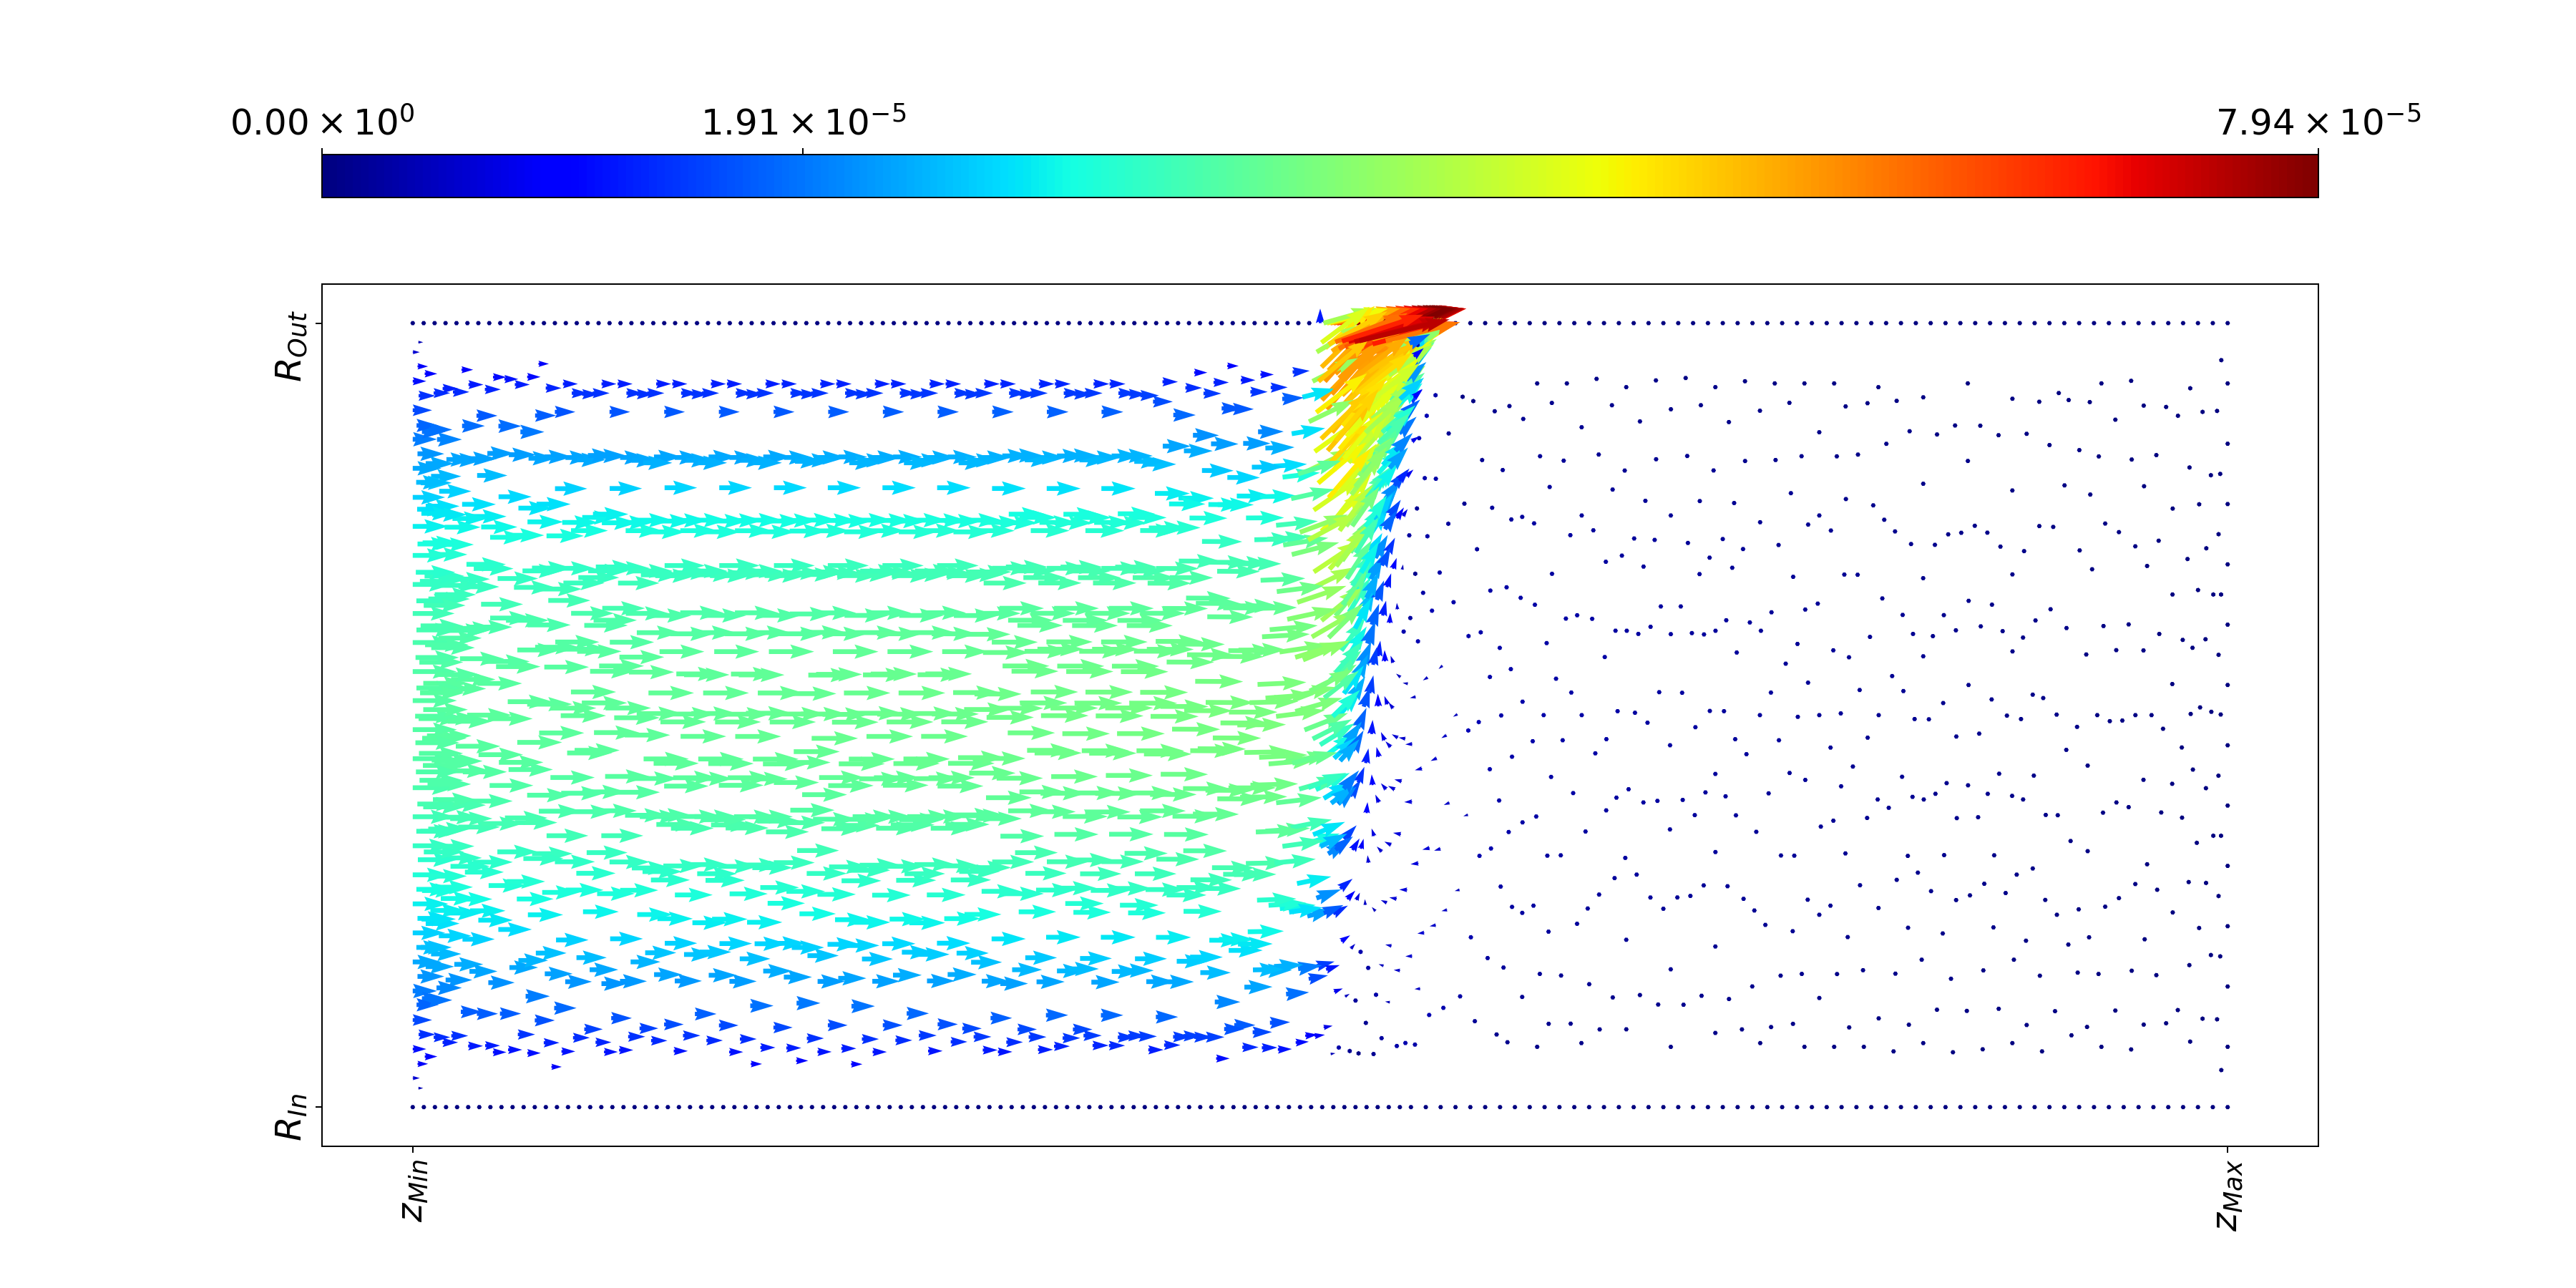 0.00 × 10⁰ 1.91 × 10⁻⁵ 7.94 × 10⁻⁵
R_Out
R_In
z_Min z_Max